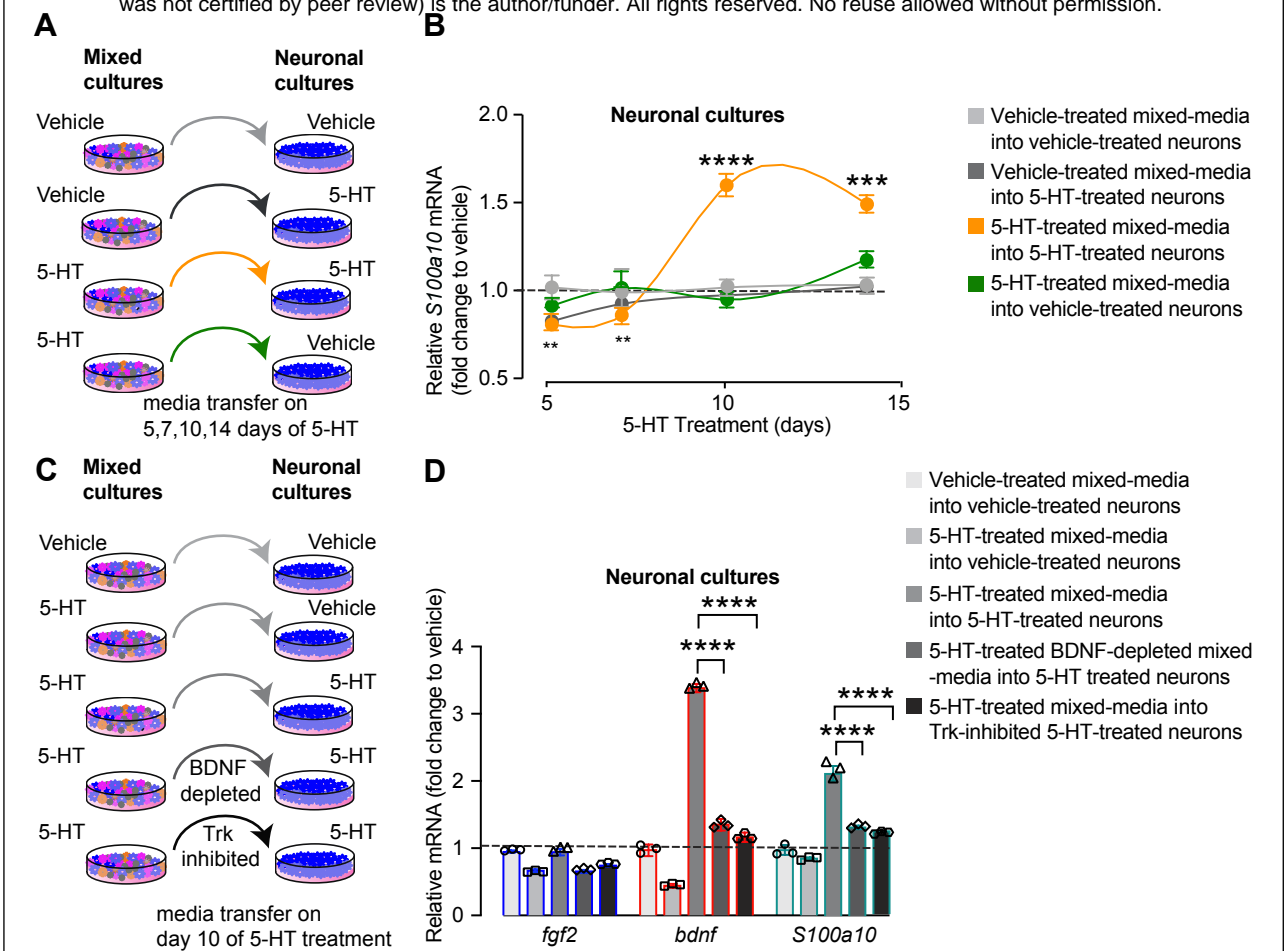 was not certified by peer review) is the author/funder. All rights reserved. No reuse allowed without permission.
A
Mixed
cultures
Neuronal
cultures
Vehicle
Vehicle
Vehicle
5-HT
5-HT
5-HT
5-HT
Vehicle
media transfer on
5,7,10,14 days of 5-HT
B
Neuronal cultures
Relative S100a10 mRNA
(fold change to vehicle)
2.0
1.5
1.0
0.5
****
***
**
**
5
10
15
5-HT Treatment (days)
Vehicle-treated mixed-media
into vehicle-treated neurons
Vehicle-treated mixed-media
into 5-HT-treated neurons
5-HT-treated mixed-media
into 5-HT-treated neurons
5-HT-treated mixed-media
into vehicle-treated neurons
C
Mixed
cultures
Neuronal
cultures
Vehicle
Vehicle
5-HT
Vehicle
5-HT
5-HT
5-HT
BDNF
depleted
5-HT
5-HT
Trk
inhibited
5-HT
media transfer on
day 10 of 5-HT treatment
D
Neuronal cultures
Relative mRNA (fold change to vehicle)
4
3
2
1
0
****
****
****
****
fgf2
bdnf
S100a10
Vehicle-treated mixed-media
into vehicle-treated neurons
5-HT-treated mixed-media
into vehicle-treated neurons
5-HT-treated mixed-media
into 5-HT-treated neurons
5-HT-treated BDNF-depleted mixed
-media into 5-HT treated neurons
5-HT-treated mixed-media into
Trk-inhibited 5-HT-treated neurons